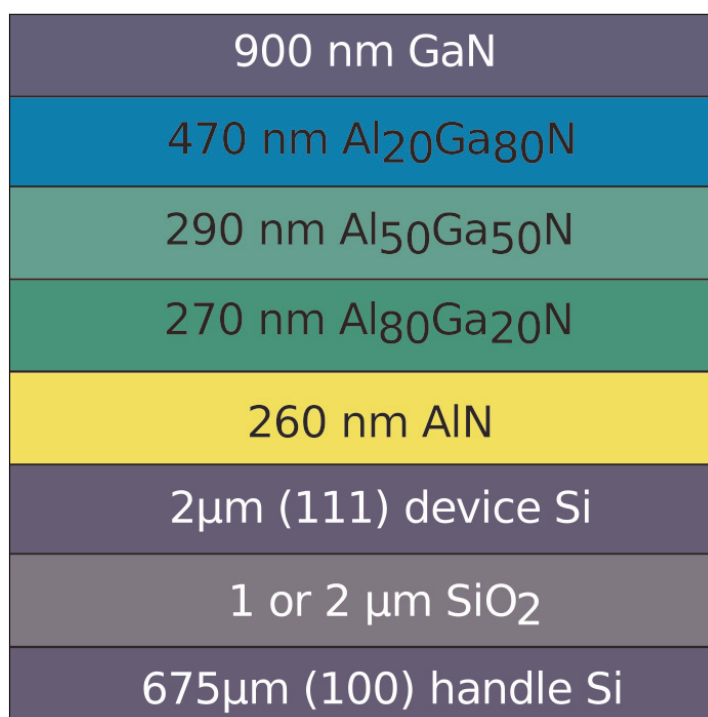 900 nm GaN
470 nm Al20Ga80N
290 nm Al50Ga50N
270 nm Al80Ga20N
260 nm AlN
2μm (111) device Si
1 or 2 μm SiO2
675μm (100) handle Si